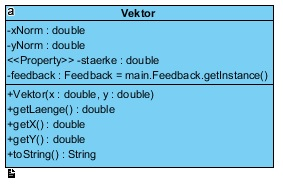 a
Vektor
-xNorm : double
-yNorm : double
<<Property>> -staerke : double
-feedback : Feedback = main.Feedback.getInstance()
+Vektor(x : double, y : double)
+getLaenge() : double
+getX() : double
+getY() : double
+toString() : String